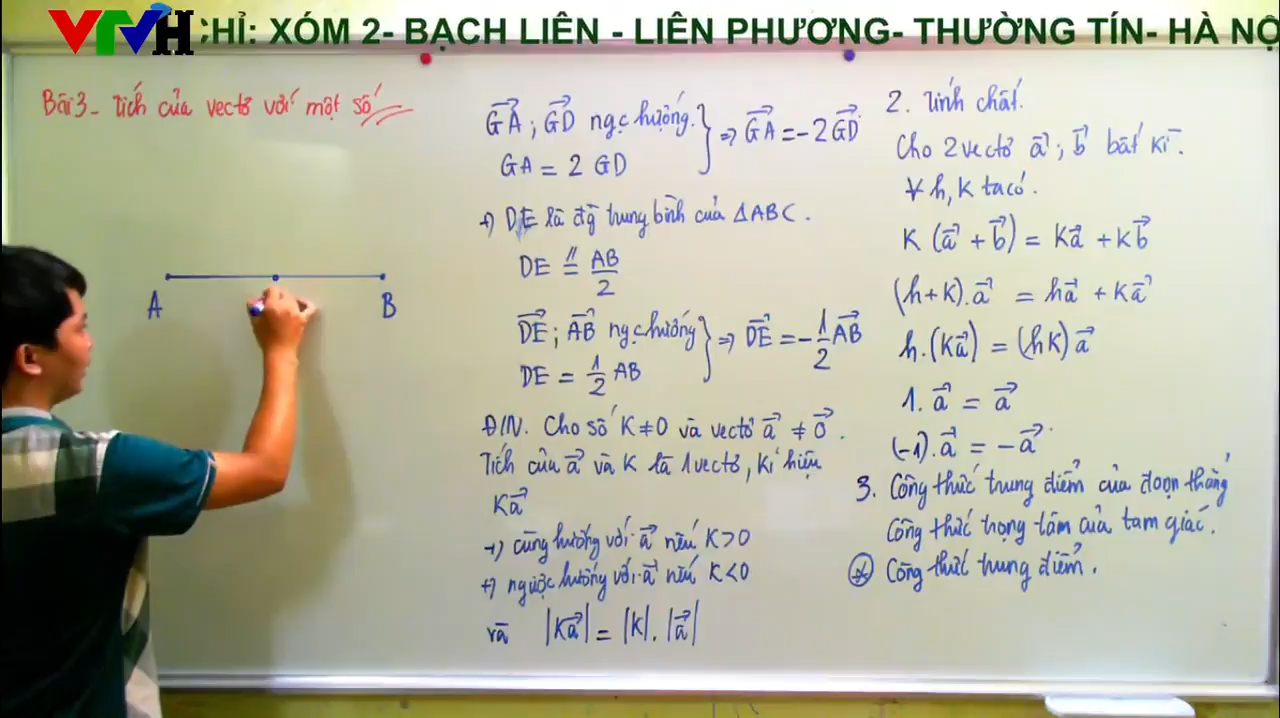 VTVH
CHỈ: XÓM 2- BẠCH LIÊN - LIÊN PHƯƠNG- THƯỜNG TÍN- HÀ NỘ
Bài 3 - Tích của vectơ với một số
A B
GA⃗ ; GD⃗ ngc hướng. } => GA⃗ = -2 GD⃗
GA = 2 GD
+) DE là đg trung bình của ΔABC.
DE // = AB/2
DE⃗ ; AB⃗ ngc hướng } => DE⃗ = -1/2 AB⃗
DE = 1/2 AB
Đ/N. Cho số K ≠ 0 và vectơ a⃗ ≠ 0⃗.
Tích của a⃗ và K là 1 vectơ, kí hiệu
Ka⃗
+) cùng hướng với a⃗ nếu K > 0
+) ngược hướng với a⃗ nếu K < 0
và |Ka⃗| = |K|. |a⃗|
2. Tính chất.
Cho 2 vectơ a⃗ ; b⃗ bất kì.
∀ h, K ta có.
K (a⃗ + b⃗) = Ka⃗ + Kb⃗
(h+K).a⃗ = ha⃗ + Ka⃗
h.(Ka⃗) = (hK) a⃗
1. a⃗ = a⃗
(-1). a⃗ = - a⃗
3. Công thức trung điểm của đoạn thẳng
Công thức trọng tâm của tam giác.
* Công thức trung điểm.